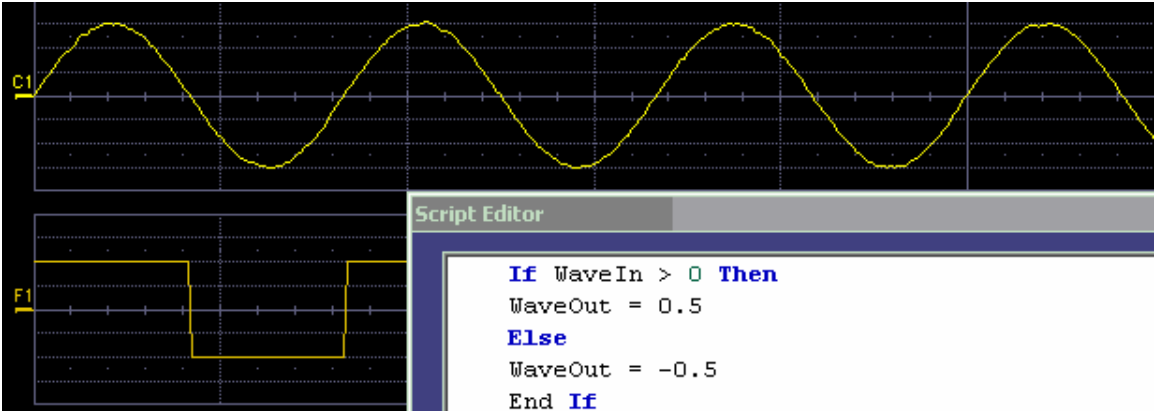 C1
F1
Script Editor
If WaveIn > 0 Then
WaveOut = 0.5
Else
WaveOut = -0.5
End If